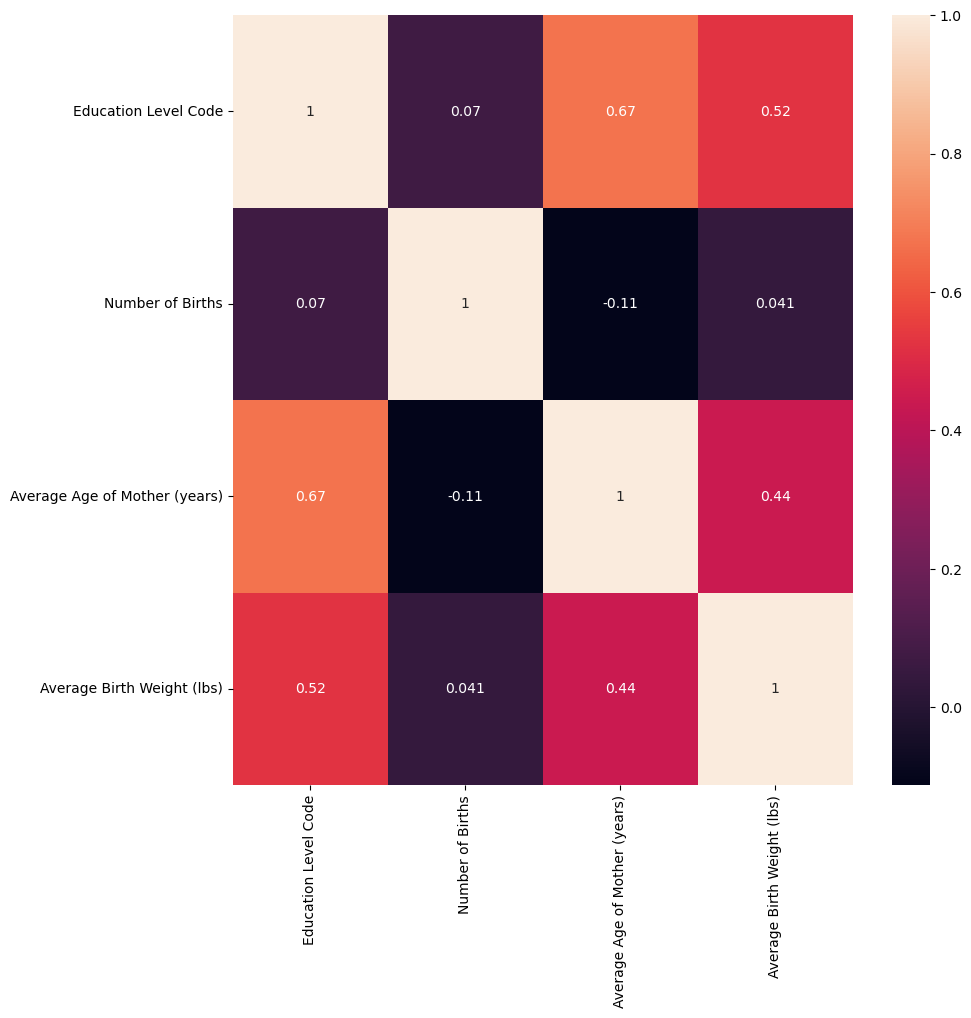 Education Level Code
Number of Births
Average Age of Mother (years)
Average Birth Weight (lbs)
1 0.07 0.67 0.52
0.07 1 -0.11 0.041
0.67 -0.11 1 0.44
0.52 0.041 0.44 1
Education Level Code
Number of Births
Average Age of Mother (years)
Average Birth Weight (lbs)
1.0
0.8
0.6
0.4
0.2
0.0